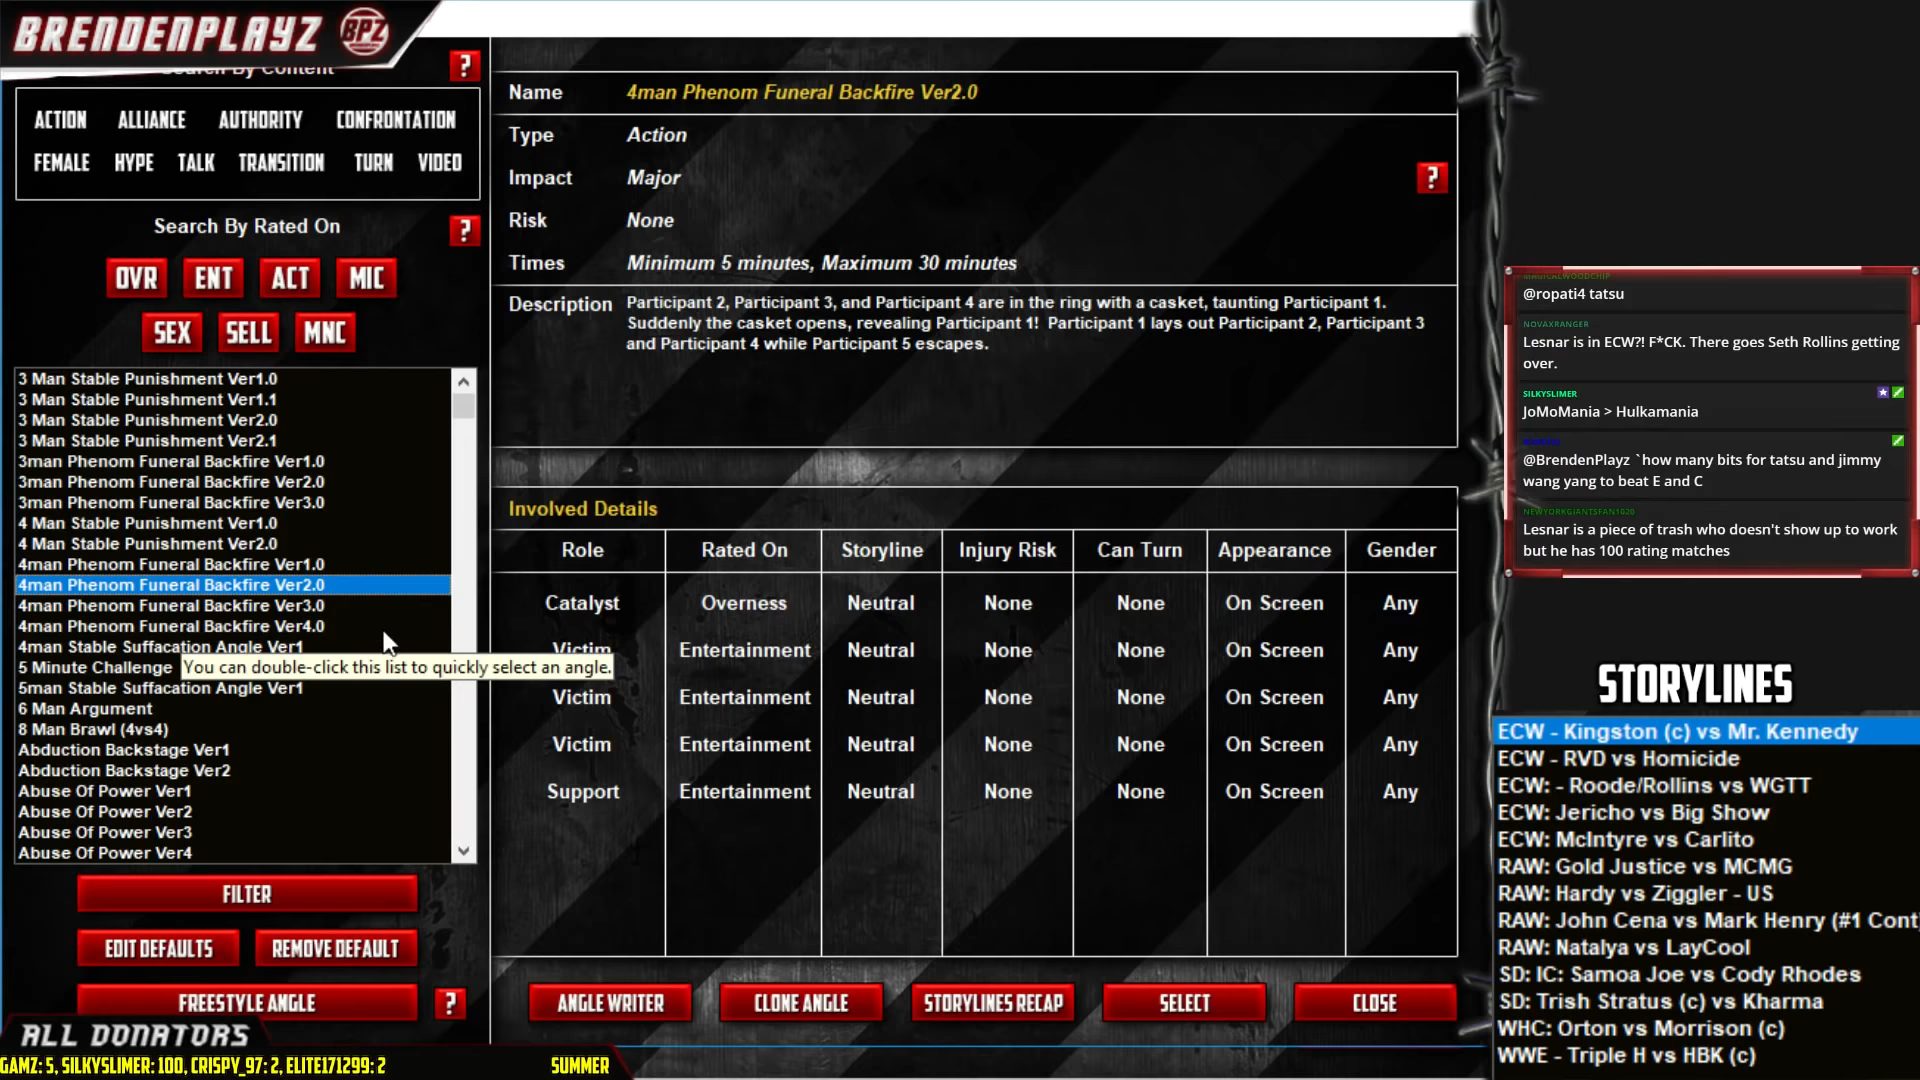 BRENDENPLAYZ
BPZ
Search By Content
?
ACTION ALLIANCE AUTHORITY CONFRONTATION
FEMALE HYPE TALK TRANSITION TURN VIDEO
Search By Rated On
?
OVR ENT ACT MIC
SEX SELL MNC
3 Man Stable Punishment Ver1.0
3 Man Stable Punishment Ver1.1
3 Man Stable Punishment Ver2.0
3 Man Stable Punishment Ver2.1
3man Phenom Funeral Backfire Ver1.0
3man Phenom Funeral Backfire Ver2.0
3man Phenom Funeral Backfire Ver3.0
4 Man Stable Punishment Ver1.0
4 Man Stable Punishment Ver2.0
4man Phenom Funeral Backfire Ver1.0
4man Phenom Funeral Backfire Ver2.0
4man Phenom Funeral Backfire Ver3.0
4man Phenom Funeral Backfire Ver4.0
4man Stable Suffacation Angle Ver1
5 Minute Challenge
You can double-click this list to quickly select an angle.
5man Stable Suffacation Angle Ver1
6 Man Argument
8 Man Brawl (4vs4)
Abduction Backstage Ver1
Abduction Backstage Ver2
Abuse Of Power Ver1
Abuse Of Power Ver2
Abuse Of Power Ver3
Abuse Of Power Ver4
FILTER
EDIT DEFAULTS REMOVE DEFAULT
FREESTYLE ANGLE ?
ALL DONATORS
GAMZ: 5, SILKYSLIMER: 100, CRISPY_97: 2, ELITE171299: 2 SUMMER
Name 4man Phenom Funeral Backfire Ver2.0
Type Action
Impact Major
?
Risk None
Times Minimum 5 minutes, Maximum 30 minutes
Description Participant 2, Participant 3, and Participant 4 are in the ring with a casket, taunting Participant 1.
Suddenly the casket opens, revealing Participant 1! Participant 1 lays out Participant 2, Participant 3
and Participant 4 while Participant 5 escapes.
Involved Details
Role Rated On Storyline Injury Risk Can Turn Appearance Gender
Catalyst Overness Neutral None None On Screen Any
Victim Entertainment Neutral None None On Screen Any
Victim Entertainment Neutral None None On Screen Any
Victim Entertainment Neutral None None On Screen Any
Support Entertainment Neutral None None On Screen Any
ANGLE WRITER CLONE ANGLE STORYLINES RECAP SELECT CLOSE
MAGICALWOODCHIP
@ropati4 tatsu
NOVAXRANGER
Lesnar is in ECW?! F*CK. There goes Seth Rollins getting
over.
SILKYSLIMER
JoMoMania > Hulkamania
@BrendenPlayz `how many bits for tatsu and jimmy
wang yang to beat E and C
NEWYORKGIANTSFAN1020
Lesnar is a piece of trash who doesn't show up to work
but he has 100 rating matches
STORYLINES
ECW - Kingston (c) vs Mr. Kennedy
ECW - RVD vs Homicide
ECW: - Roode/Rollins vs WGTT
ECW: Jericho vs Big Show
ECW: McIntyre vs Carlito
RAW: Gold Justice vs MCMG
RAW: Hardy vs Ziggler - US
RAW: John Cena vs Mark Henry (#1 Cont
RAW: Natalya vs LayCool
SD: IC: Samoa Joe vs Cody Rhodes
SD: Trish Stratus (c) vs Kharma
WHC: Orton vs Morrison (c)
WWE - Triple H vs HBK (c)